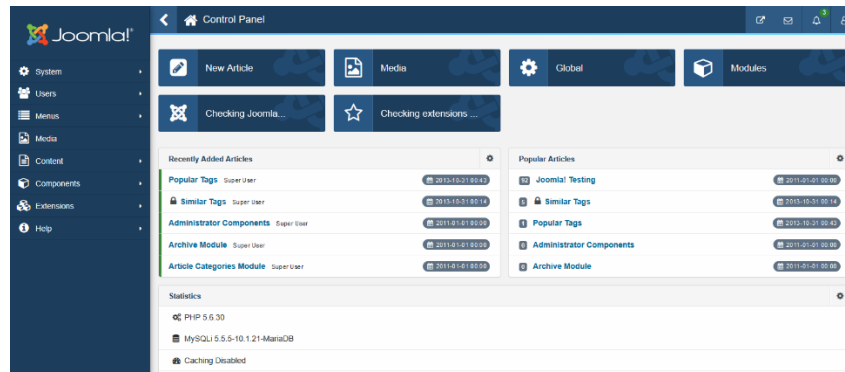 Joomla!®
Control Panel
3
System
Users
Menus
Media
Content
Components
Extensions
Help
New Article
Media
Global
Modules
Checking Joomla...
Checking extensions ...
Recently Added Articles
Popular Tags Super User 2013-10-31 00:43
Similar Tags Super User 2013-10-31 00:14
Administrator Components Super User 2011-01-01 00:00
Archive Module Super User 2011-01-01 00:00
Article Categories Module Super User 2011-01-01 00:00
Popular Articles
92 Joomla! Testing 2011-01-01 00:00
Similar Tags 2013-10-31 00:14
Popular Tags 2013-10-31 00:43
Administrator Components 2011-01-01 00:00
Archive Module 2011-01-01 00:00
Statistics
PHP 5.6.30
MySQLi 5.5.5-10.1.21-MariaDB
Caching Disabled